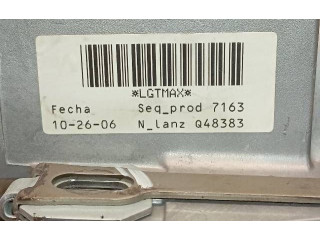 *LGTMAX*
Fecha Seq_prod 7163
10-26-06 N_lanz Q48383